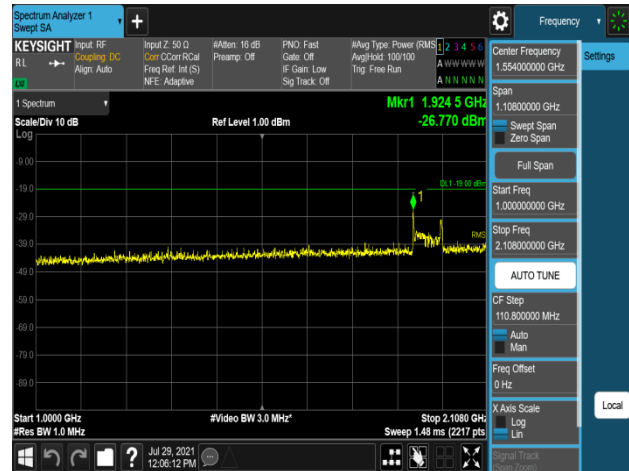 Spectrum Analyzer 1
Swept SA
Frequency
KEYSIGHT
RL
LW
Input: RF
Coupling: DC
Align: Auto
Input Z: 50 Ω
Corr CCorr RCal
Freq Ref: Int (S)
NFE: Adaptive
#Atten: 16 dB
Preamp: Off
PNO: Fast
Gate: Off
IF Gain: Low
Sig Track: Off
#Avg Type: Power (RMS
Avg|Hold: 100/100
Trig: Free Run
1 2 3 4 5 6
A W W W W W
A N N N N N
1 Spectrum
Scale/Div 10 dB
Log
Ref Level 1.00 dBm
Mkr1 1.924 5 GHz
-26.770 dBm
-9.00
-19.0
-29.0
-39.0
-49.0
-59.0
-69.0
-79.0
-89.0
DL1 -19.00 dBm
1
RMS
Start 1.0000 GHz
#Res BW 1.0 MHz
#Video BW 3.0 MHz*
Stop 2.1080 GHz
Sweep 1.48 ms (2217 pts)
Jul 29, 2021
12:06:12 PM
?
Center Frequency
1.554000000 GHz
Span
1.10800000 GHz
Swept Span
Zero Span
Full Span
Start Freq
1.000000000 GHz
Stop Freq
2.108000000 GHz
AUTO TUNE
CF Step
110.800000 MHz
Auto
Man
Freq Offset
0 Hz
X Axis Scale
Log
Lin
Signal Track
(Span Zoom)
Settings
Local